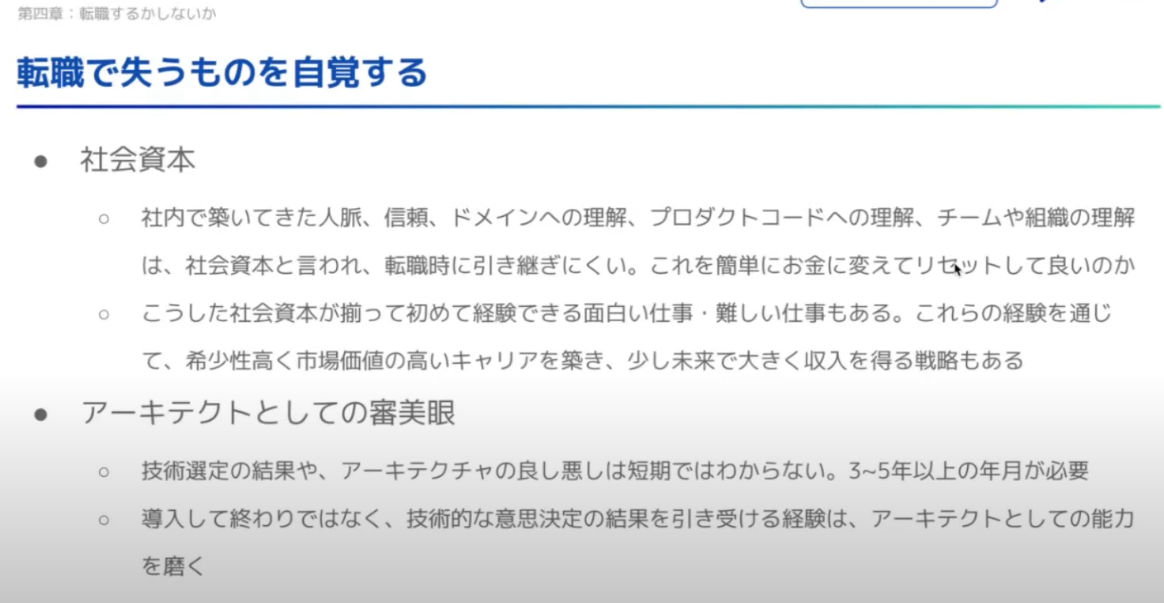 第四章：転職するかしないか
転職で失うものを自覚する
● 社会資本
○ 社内で築いてきた人脈、信頼、ドメインへの理解、プロダクトコードへの理解、チームや組織の理解
は、社会資本と言われ、転職時に引き継ぎにくい。これを簡単にお金に変えてリセットして良いのか
○ こうした社会資本が揃って初めて経験できる面白い仕事・難しい仕事もある。これらの経験を通じ
て、希少性高く市場価値の高いキャリアを築き、少し未来で大きく収入を得る戦略もある
● アーキテクトとしての審美眼
○ 技術選定の結果や、アーキテクチャの良し悪しは短期ではわからない。3~5年以上の年月が必要
○ 導入して終わりではなく、技術的な意思決定の結果を引き受ける経験は、アーキテクトとしての能力
を磨く